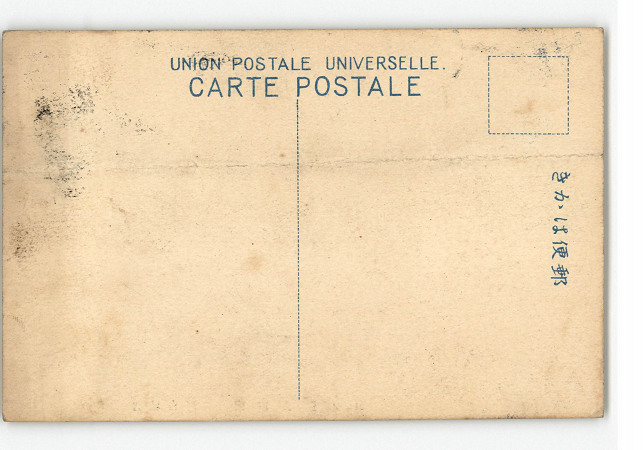 UNION POSTALE UNIVERSELLE.
CARTE POSTALE
きかは便郵